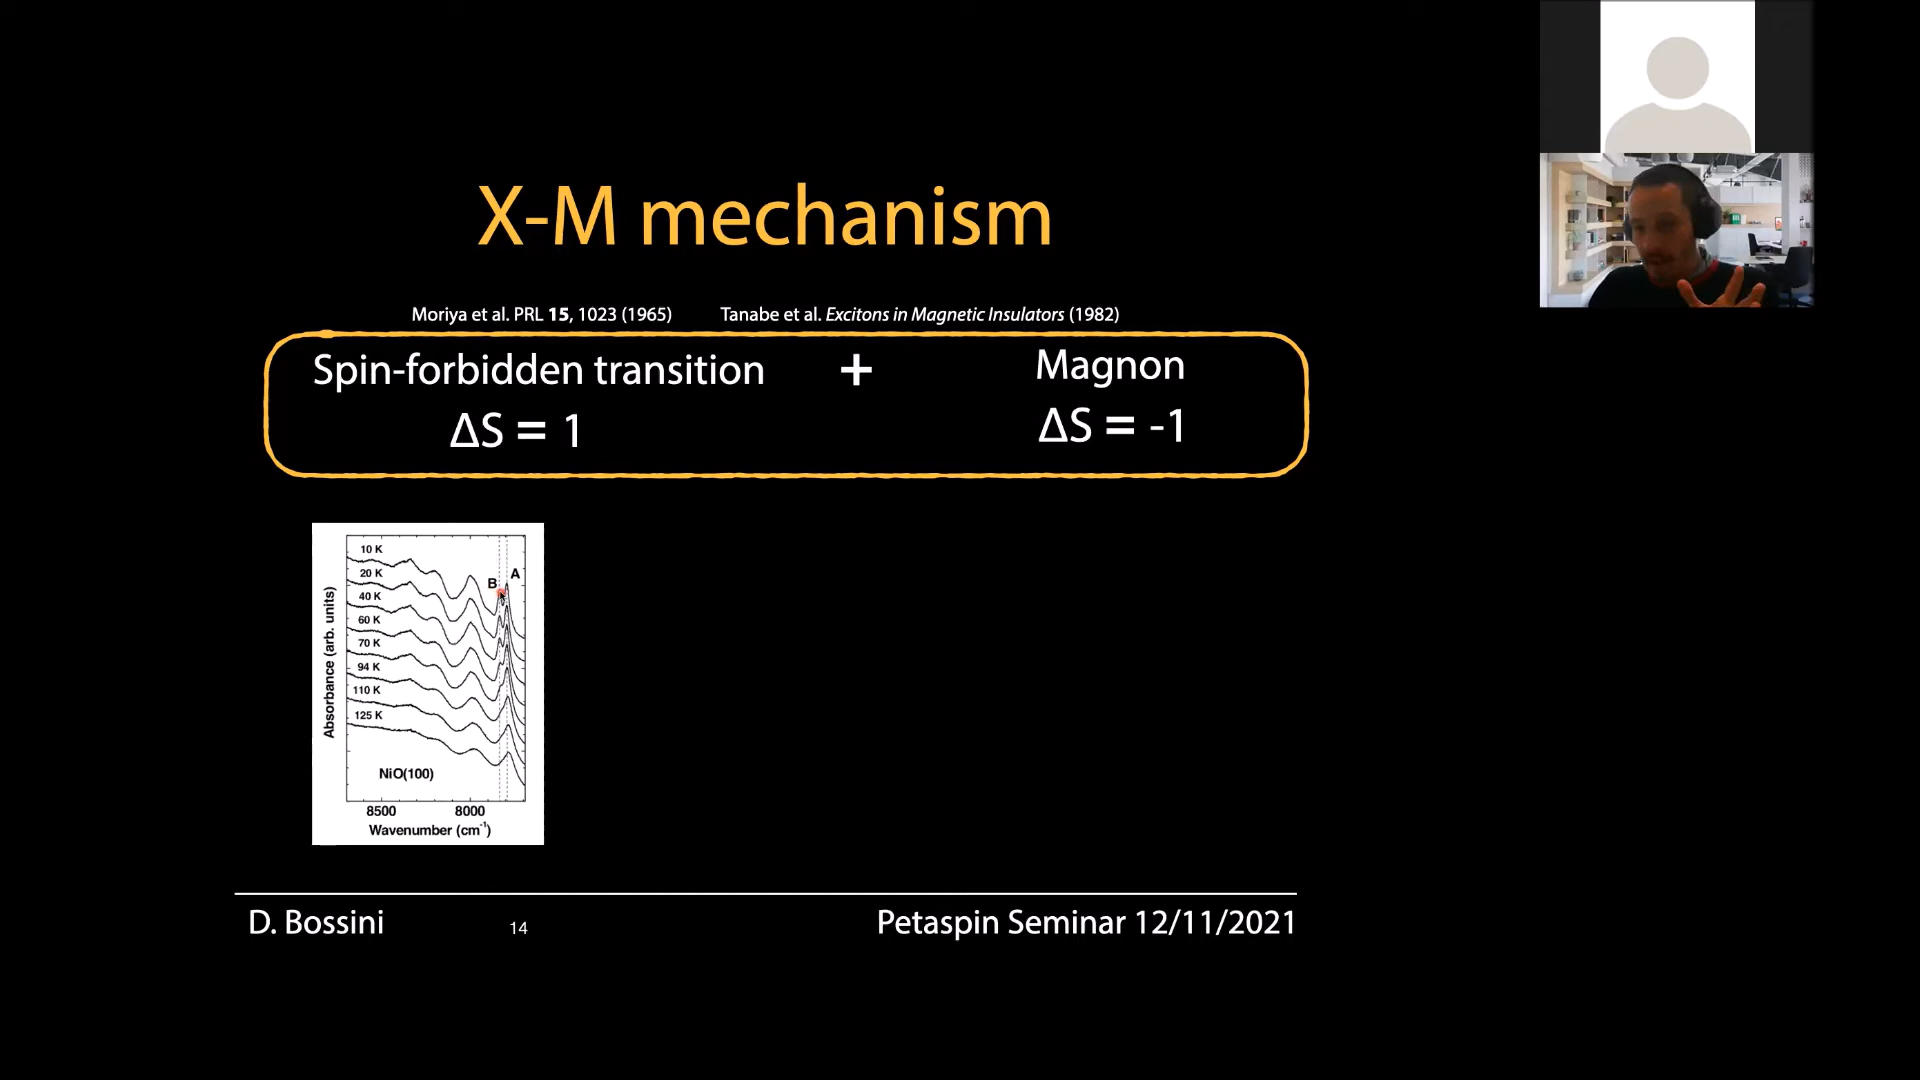 X-M mechanism
Moriya et al. PRL 15, 1023 (1965) Tanabe et al. Excitons in Magnetic Insulators (1982)
Spin-forbidden transition + Magnon
ΔS = 1 ΔS = -1
10 K
20 K
40 K
60 K
70 K
94 K
110 K
125 K
B A
Absorbance (arb. units)
NiO(100)
8500 8000
Wavenumber (cm⁻¹)
D. Bossini 14 Petaspin Seminar 12/11/2021